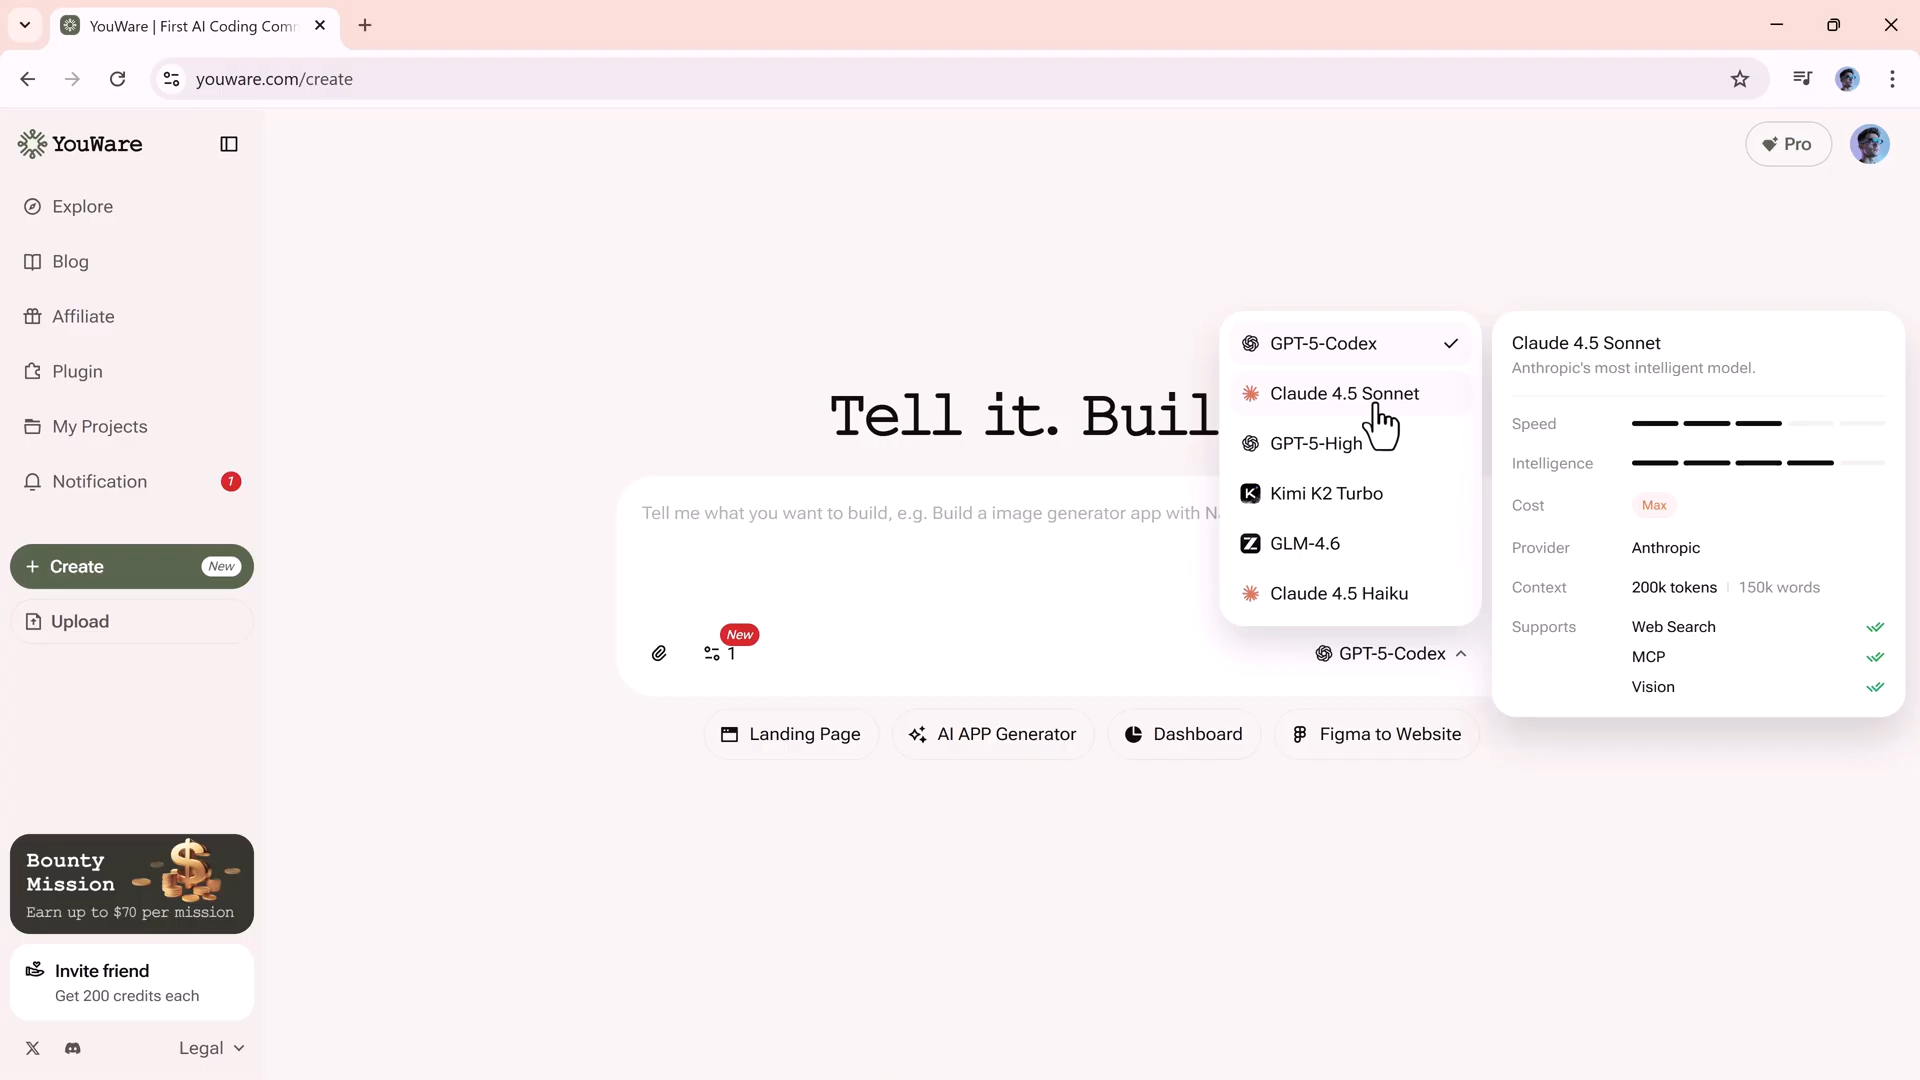 YouWare | First AI Coding Com
youware.com/create
YouWare
Pro
Explore
Blog
Affiliate
Plugin
My Projects
Notification
1
Create
New
Upload
Bounty
Mission
Earn up to $70 per mission
Invite friend
Get 200 credits each
Legal
Tell it. Buil
Tell me what you want to build, e.g. Build a image generator app with N
New
1
GPT-5-Codex
Landing Page
AI APP Generator
Dashboard
Figma to Website
GPT-5-Codex
Claude 4.5 Sonnet
GPT-5-High
Kimi K2 Turbo
GLM-4.6
Claude 4.5 Haiku
Claude 4.5 Sonnet
Anthropic's most intelligent model.
Speed
Intelligence
Cost Max
Provider Anthropic
Context 200k tokens | 150k words
Supports Web Search
MCP
Vision